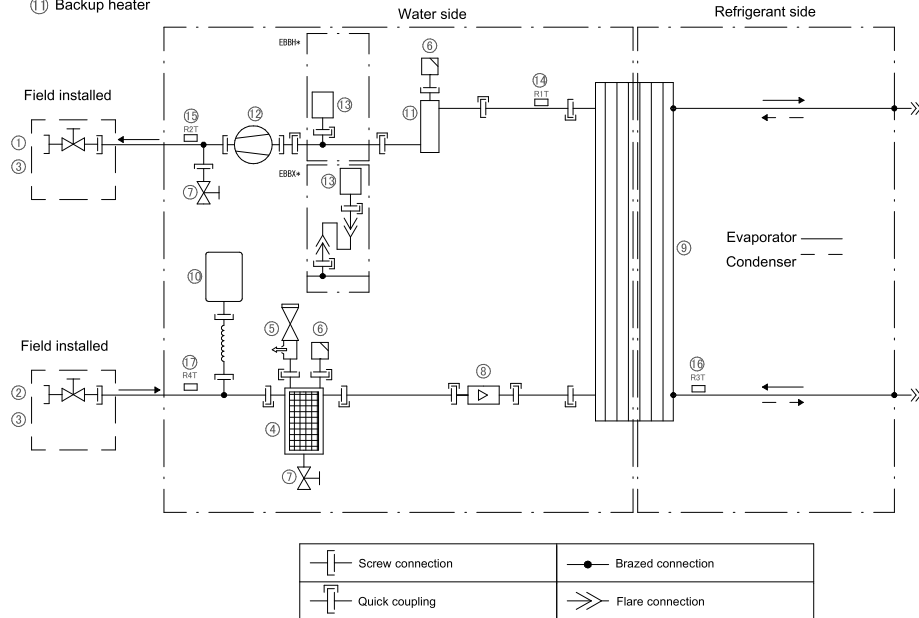 ⑪ Backup heater
Water side
Refrigerant side
EBBH*
⑥
Field installed
⑭
R1T
⑬
⑮
R2T
⑫
⑪
①
③
EBBX*
⑬
⑦
Evaporator
Condenser
⑨
⑩
⑤
⑥
Field installed
⑰
R4T
⑧
⑯
R3T
②
③
④
⑦
Screw connection
Brazed connection
Quick coupling
Flare connection